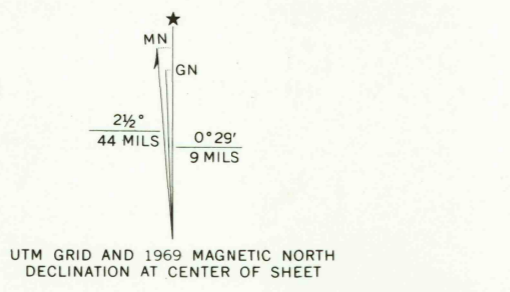 ★
MN
GN
2½°
44 MILS
0°29′
9 MILS
UTM GRID AND 1969 MAGNETIC NORTH
DECLINATION AT CENTER OF SHEET